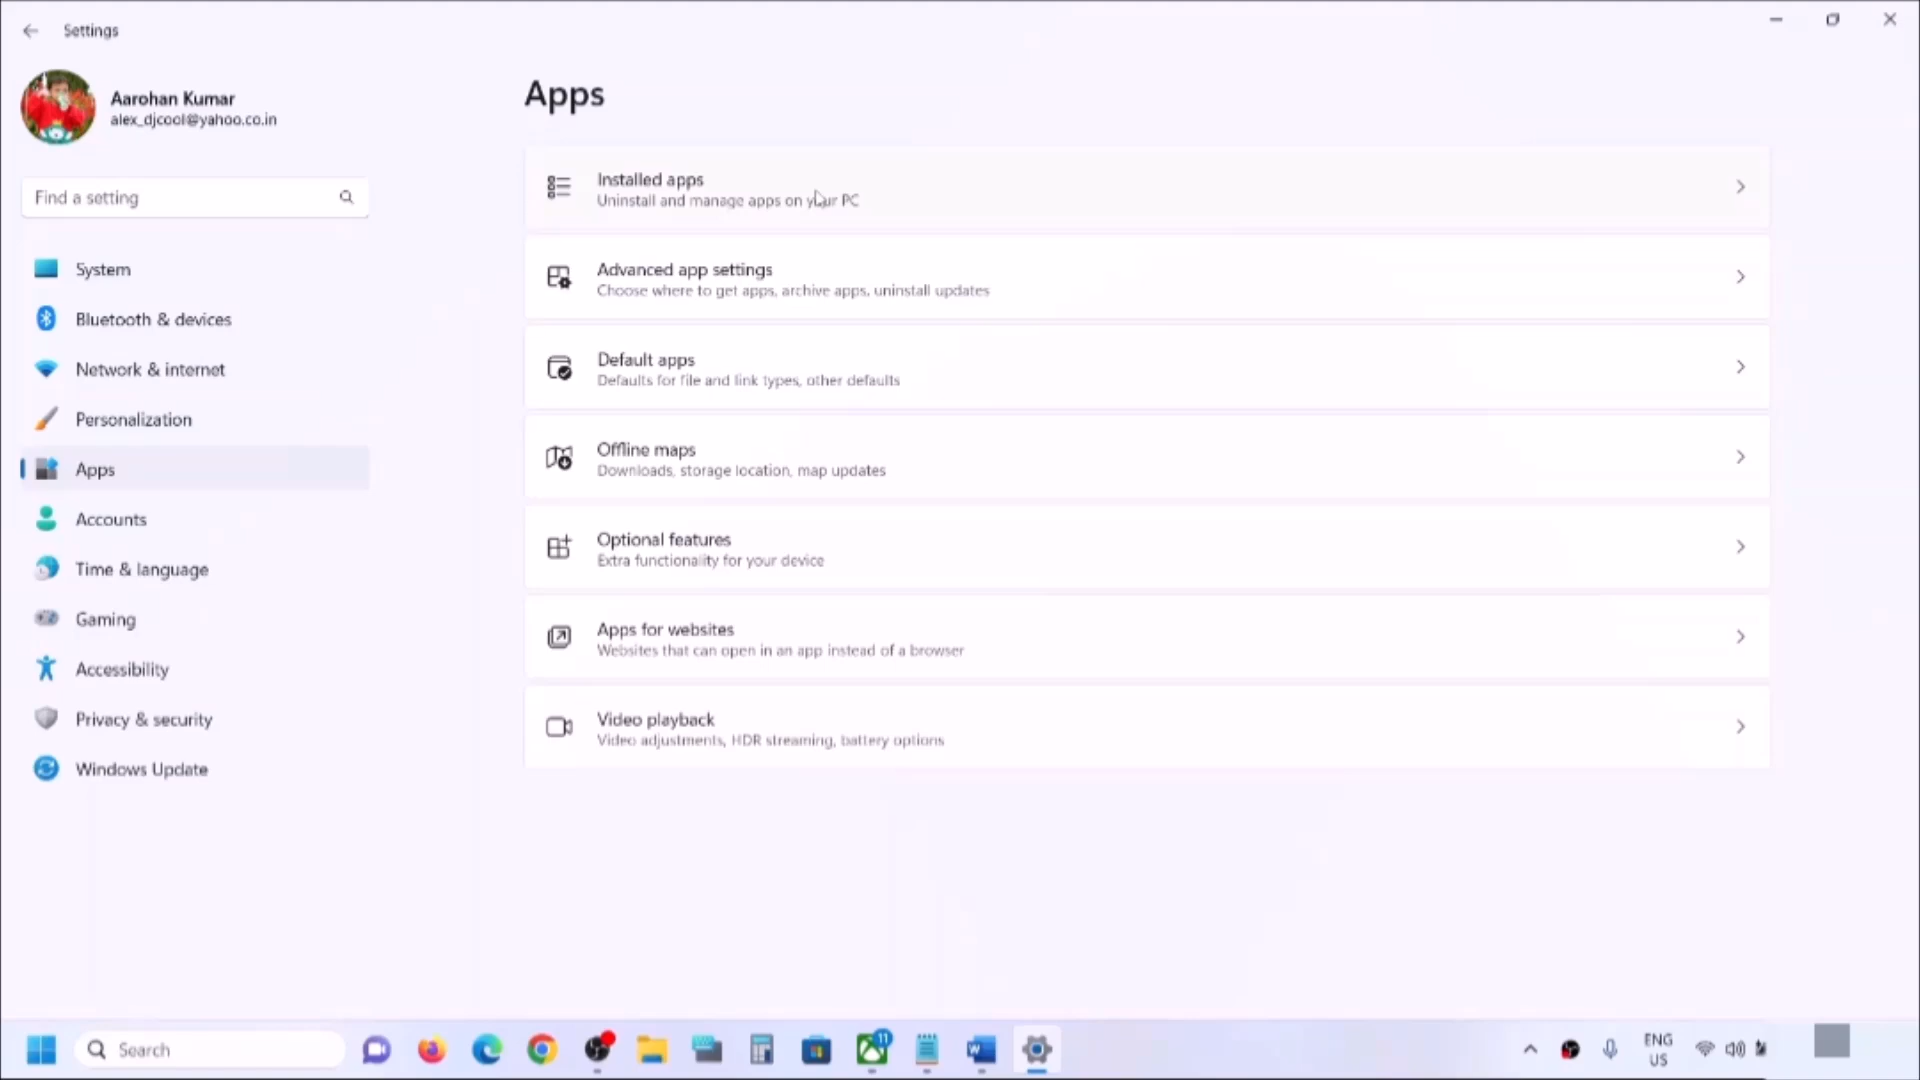 Settings
Aarohan Kumar
alex_djcool@yahoo.co.in
Find a setting
System
Bluetooth & devices
Network & internet
Personalization
Apps
Accounts
Time & language
Gaming
Accessibility
Privacy & security
Windows Update
Apps
Installed apps
Uninstall and manage apps on your PC
Advanced app settings
Choose where to get apps, archive apps, uninstall updates
Default apps
Defaults for file and link types, other defaults
Offline maps
Downloads, storage location, map updates
Optional features
Extra functionality for your device
Apps for websites
Websites that can open in an app instead of a browser
Video playback
Video adjustments, HDR streaming, battery options
Search
11
ENG
US